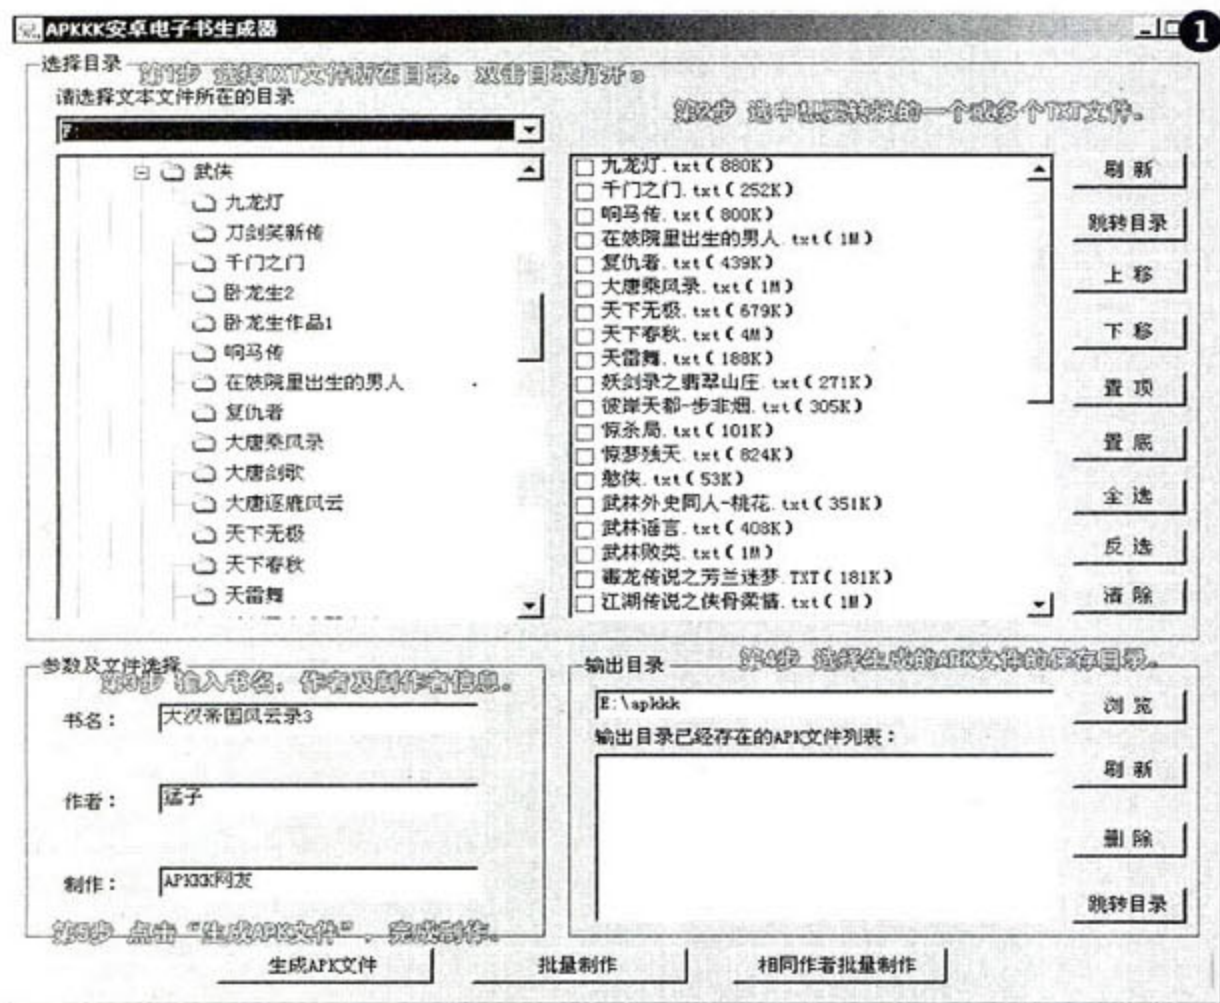 APKKK安卓电子书生成器
1
选择目录
第1步 选择TXT文件所在目录，双击目录打开。
请选择文本文件所在的目录
第2步 选中想要转换的一个或多个TXT文件。
F:
武侠
九龙灯
刀剑笑新传
千门之门
卧龙生2
卧龙生作品1
响马传
在妓院里出生的男人
复仇者
大唐乘风录
大唐剑歌
大唐逐鹿风云
天下无极
天下春秋
天雷舞
九龙灯.txt(880K)
千门之门.txt(252K)
响马传.txt(800K)
在妓院里出生的男人.txt(1M)
复仇者.txt(439K)
大唐乘风录.txt(1M)
天下无极.txt(679K)
天下春秋.txt(4M)
天雷舞.txt(188K)
妖剑录之翡翠山庄.txt(271K)
彼岸天都-步非烟.txt(305K)
惊杀局.txt(101K)
惊梦残天.txt(824K)
憨侠.txt(53K)
武林外史同人-桃花.txt(351K)
武林谣言.txt(408K)
武林败类.txt(1M)
毒龙传说之芳兰迷梦.TXT(181K)
江湖传说之侠骨柔情.txt(1M)
刷 新
跳转目录
上 移
下 移
置 顶
置 底
全 选
反 选
清 除
参数及文件选择
第3步 输入书名，作者及制作者信息。
书名：
大汉帝国风云录3
作者：
猛子
制作：
APKKK网友
第5步 点击“生成APK文件”，完成制作。
输出目录
第4步 选择生成的APK文件的保存目录。
E:\apkkk
浏 览
输出目录已经存在的APK文件列表：
刷 新
删 除
跳转目录
生成APK文件
批量制作
相同作者批量制作